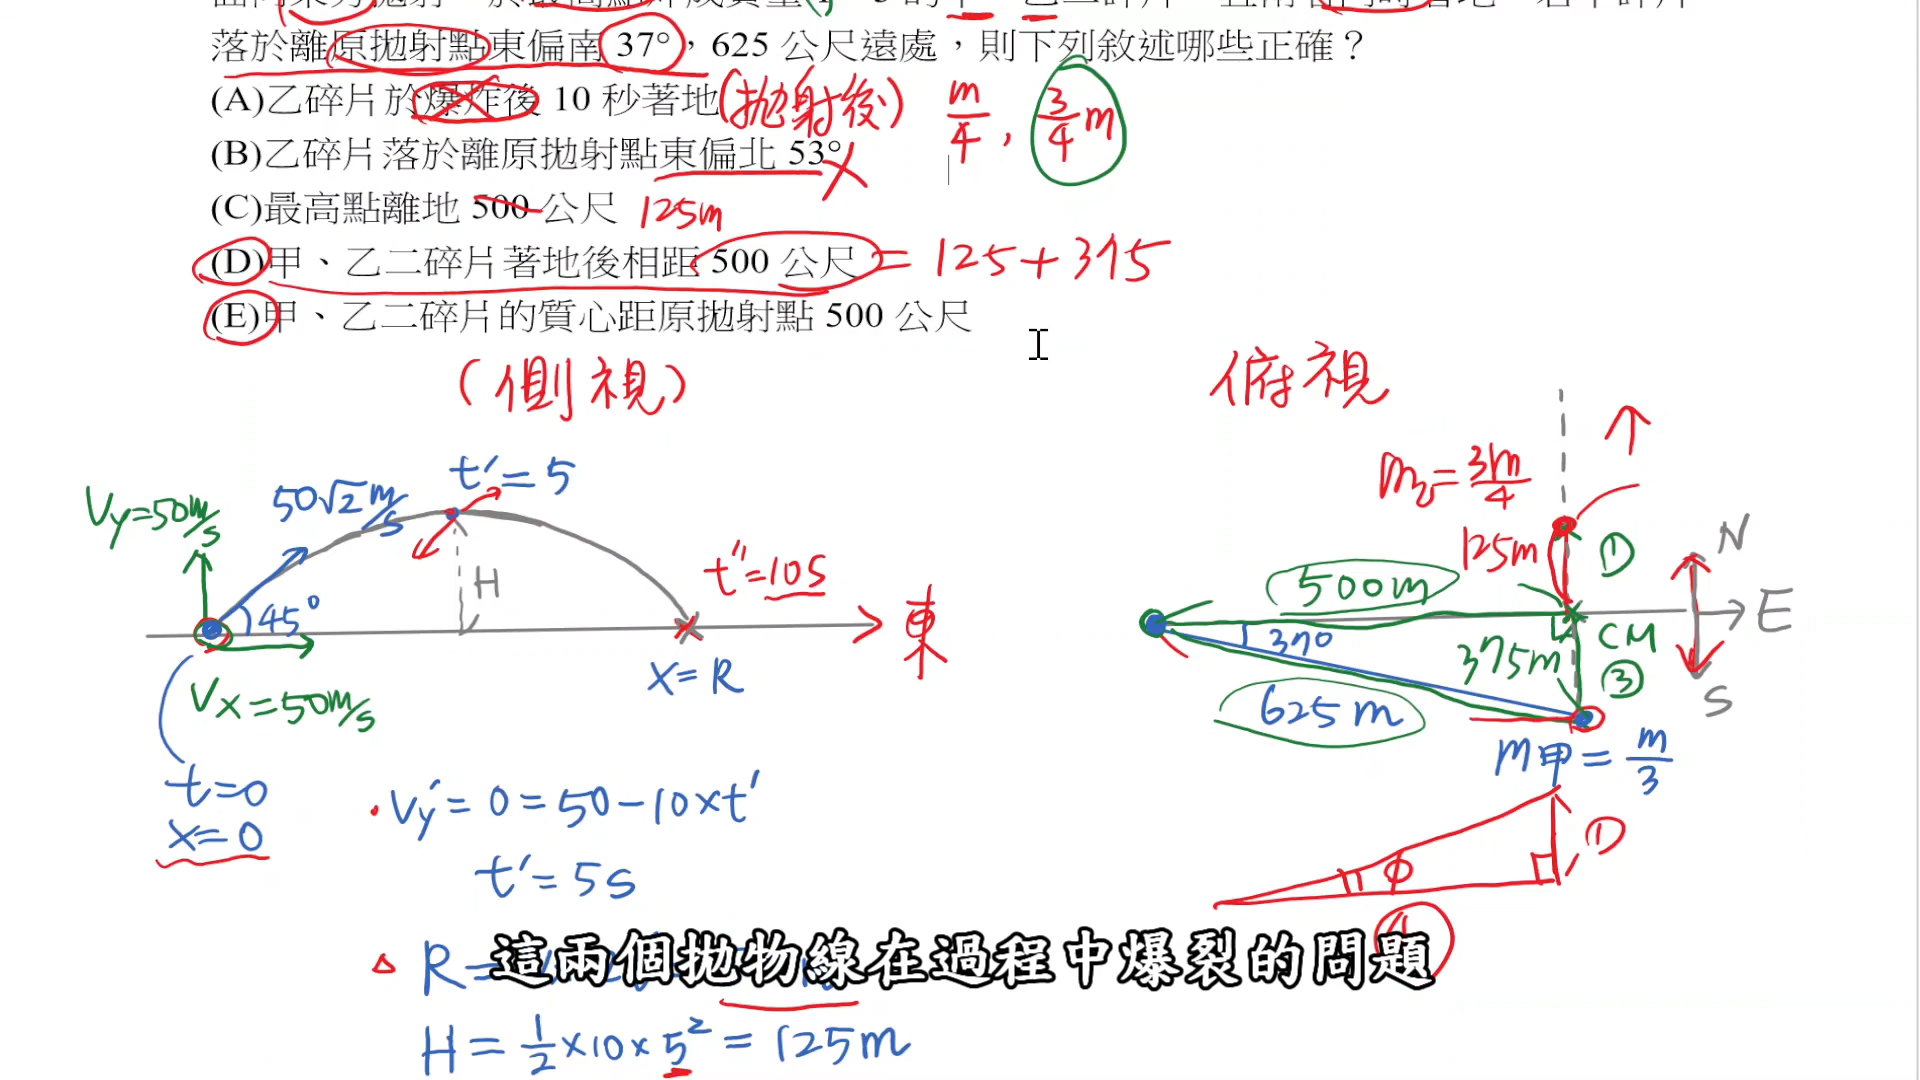 落於離原拋射點東偏南 37°，625 公尺遠處，則下列敘述哪些正確？
(A)乙碎片於爆炸後 10 秒著地(拋射後) m/4 , 3/4 m
(B)乙碎片落於離原拋射點東偏北 53°
(C)最高點離地 500 公尺 125m
(D)甲、乙二碎片著地後相距 500 公尺 = 125+375
(E)甲、乙二碎片的質心距原拋射點 500 公尺
(側視)
俯視
t'=5
50√2 m/s
Vy=50m/s
45°
H
t"=10s
東
X=R
Vx=50m/s
t=0
x=0
m2=3m/4
125m
①
N
E
S
500m
37°
CM
375m
③
625m
m甲=m/3
①
φ
④
Vy'=0=50-10×t'
t'=5s
R=
這兩個拋物線在過程中爆裂的問題
H=1/2×10×5²=125m